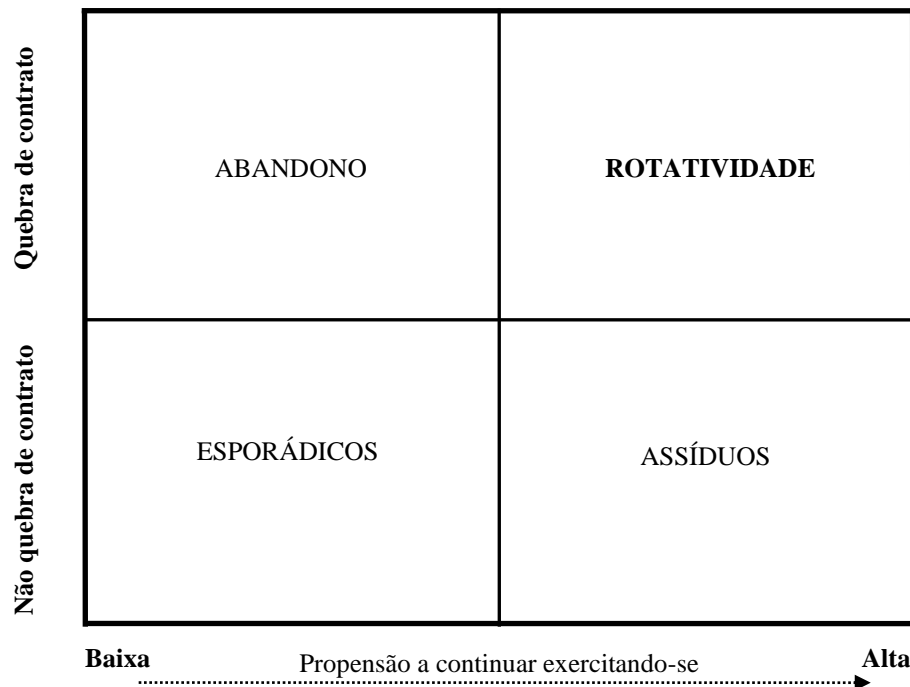 Quebra de contrato
ABANDONO
ROTATIVIDADE
Não quebra de contrato
ESPORÁDICOS
ASSÍDUOS
Baixa
Propensão a continuar exercitando-se
Alta